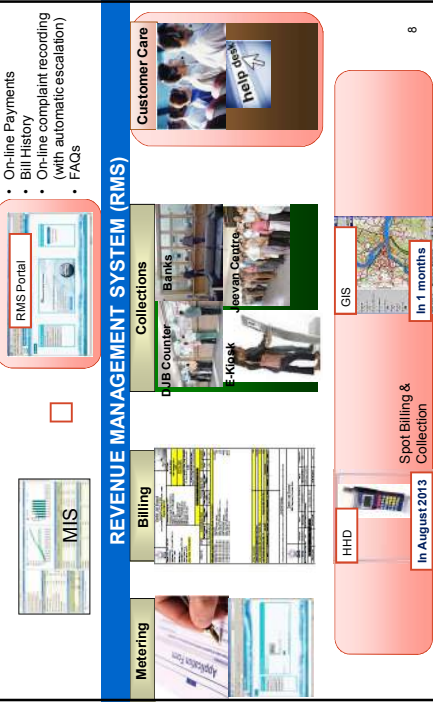 MIS
RMS Portal
• On-line Payments
• Bill History
• On-line complaint recording
(with automatic escalation)
• FAQs
REVENUE MANAGEMENT SYSTEM (RMS)
Metering
Application Form
Billing
Collections
DJB Counter
Banks
E-Kiosk
Jeevan Centre
Customer Care
help desk
HHD
In August 2013
Spot Billing &
Collection
GIS
In 1 months
8